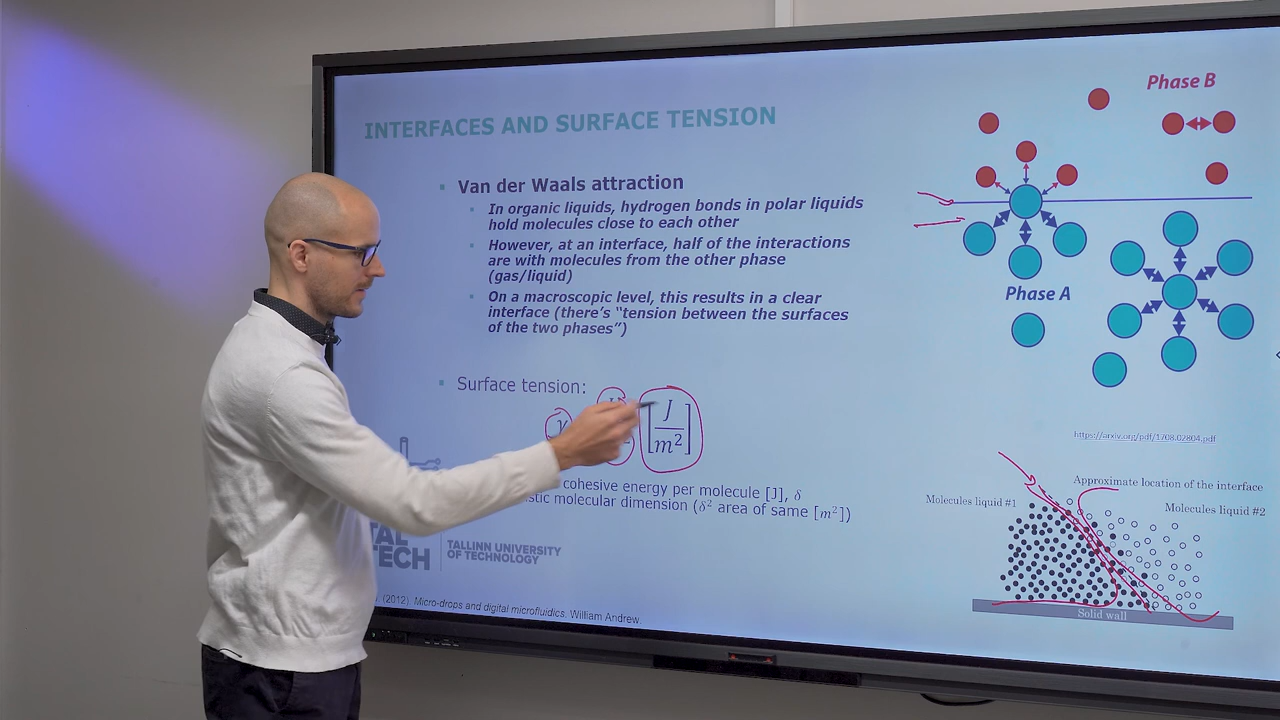 INTERFACES AND SURFACE TENSION
Van der Waals attraction
In organic liquids, hydrogen bonds in polar liquids
hold molecules close to each other
However, at an interface, half of the interactions
are with molecules from the other phase
(gas/liquid)
On a macroscopic level, this results in a clear
interface (there's "tension between the surfaces
of the two phases")
Surface tension:
γ
[J/m²]
cohesive energy per molecule [J], δ
molecular dimension (δ² area of same [m²])
TECH
TALLINN UNIVERSITY
OF TECHNOLOGY
(2012). Micro-drops and digital microfluidics. William Andrew.
Phase B
Phase A
https://arxiv.org/pdf/1708.02804.pdf
Approximate location of the interface
Molecules liquid #1
Molecules liquid #2
Solid wall